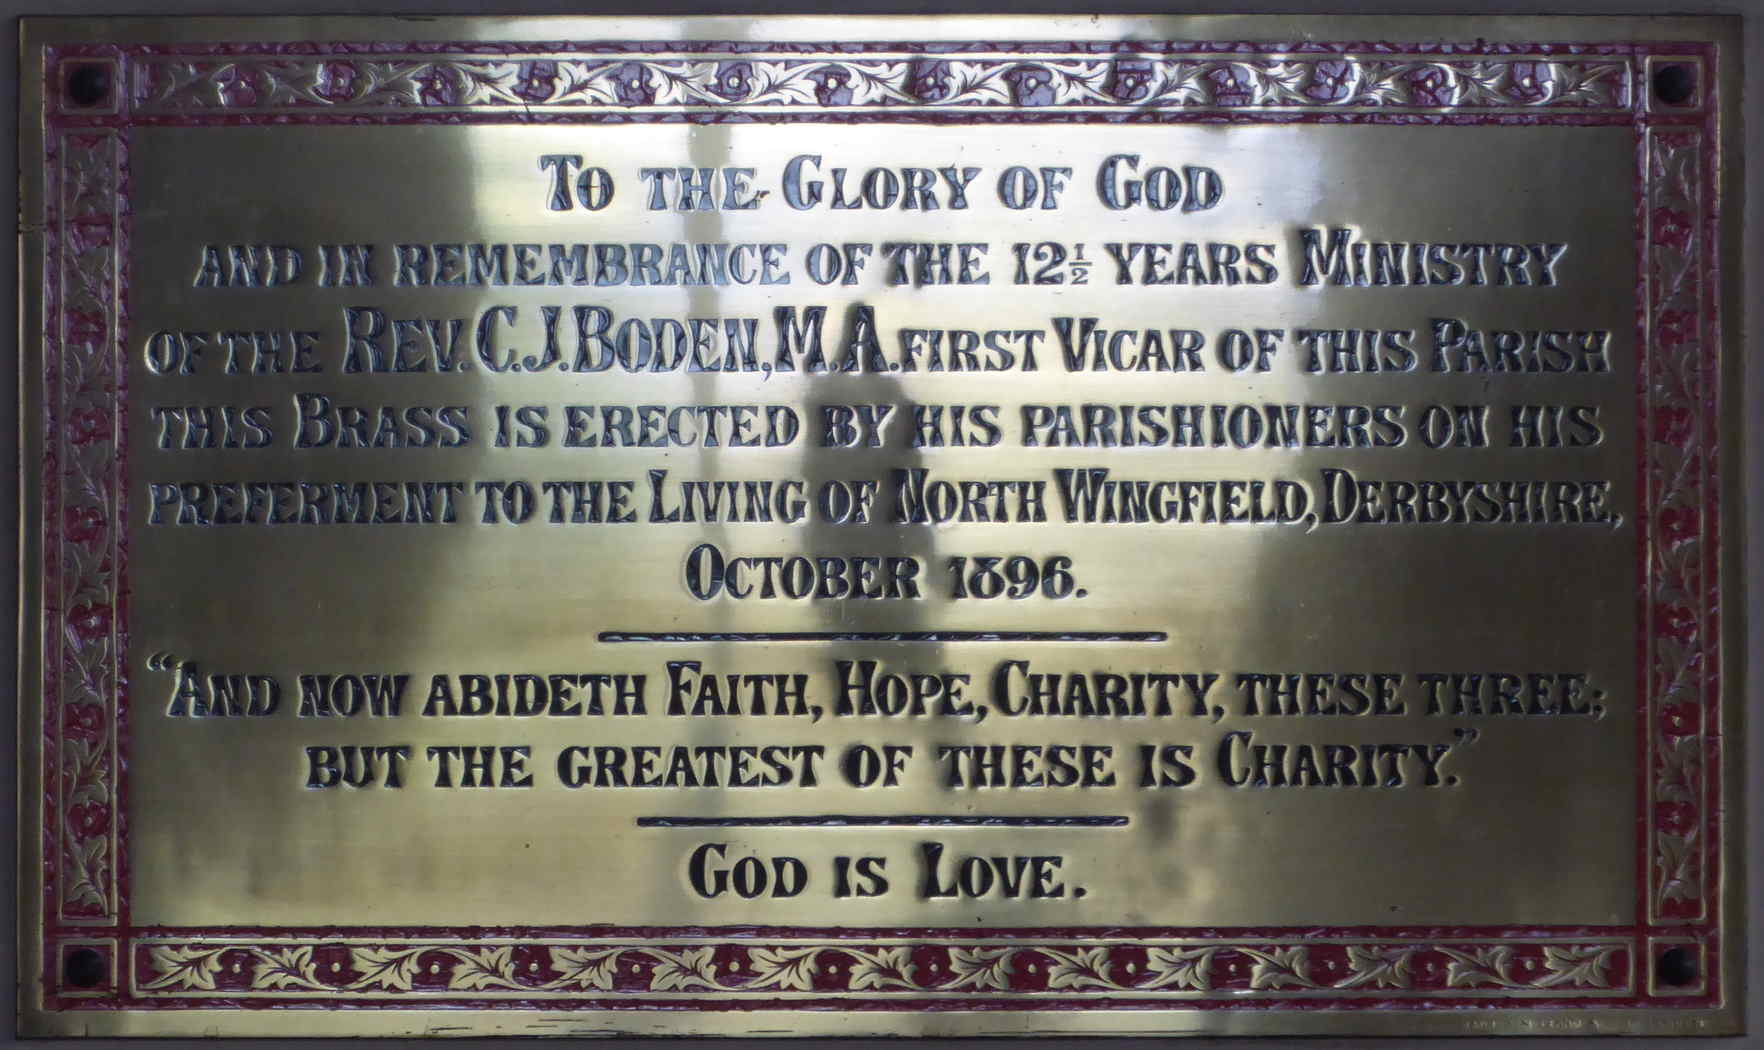 To the Glory of God
and in remembrance of the 12½ years Ministry
of the Rev. C.J. Boden, M.A. first Vicar of this Parish
this Brass is erected by his parishioners on his
preferment to the Living of North Wingfield, Derbyshire,
October 1896.
“And now abideth Faith, Hope, Charity, these three;
but the greatest of these is Charity.”
God is Love.